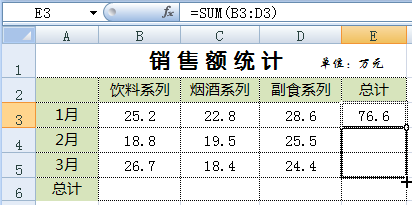 E3 fx =SUM(B3:D3)
A B C D E
1 销售额统计 单位：万元
2 饮料系列 烟酒系列 副食系列 总计
3 1月 25.2 22.8 28.6 76.6
4 2月 18.8 19.5 25.5
5 3月 26.7 18.4 24.4
6 总计